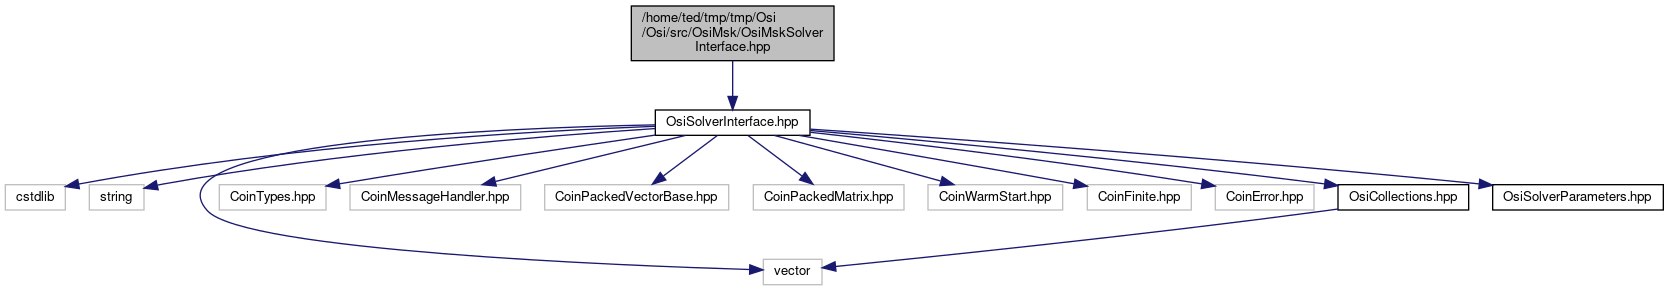 /home/ted/tmp/tmp/Osi
/Osi/src/OsiMsk/OsiMskSolver
Interface.hpp
OsiSolverInterface.hpp
cstdlib
string
CoinTypes.hpp
CoinMessageHandler.hpp
CoinPackedVectorBase.hpp
CoinPackedMatrix.hpp
CoinWarmStart.hpp
CoinFinite.hpp
CoinError.hpp
OsiCollections.hpp
OsiSolverParameters.hpp
vector